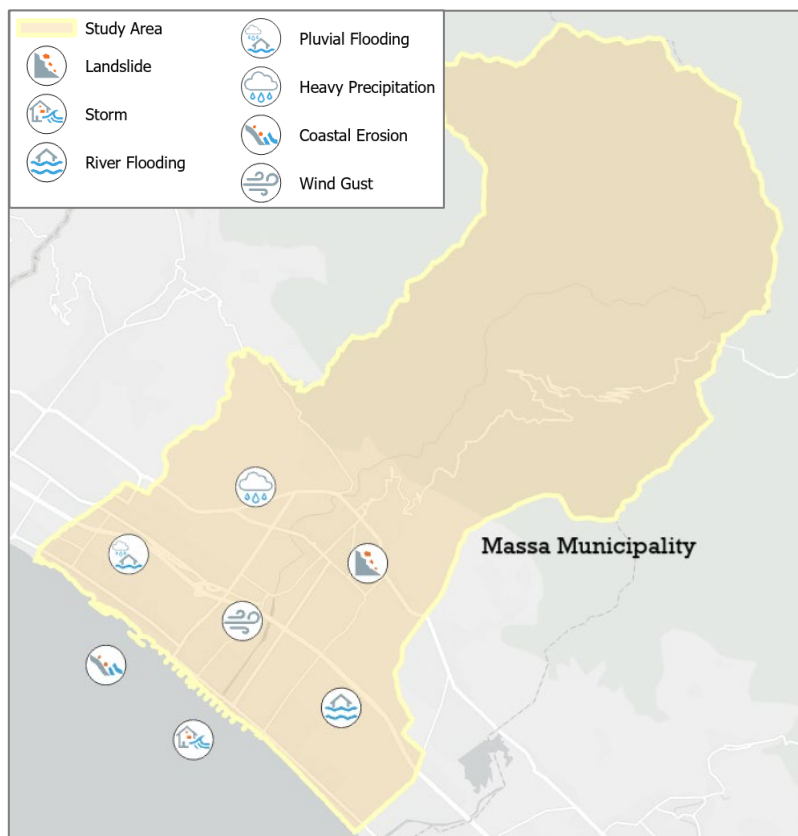 Study Area
Landslide
Storm
River Flooding
Pluvial Flooding
Heavy Precipitation
Coastal Erosion
Wind Gust
Massa Municipality